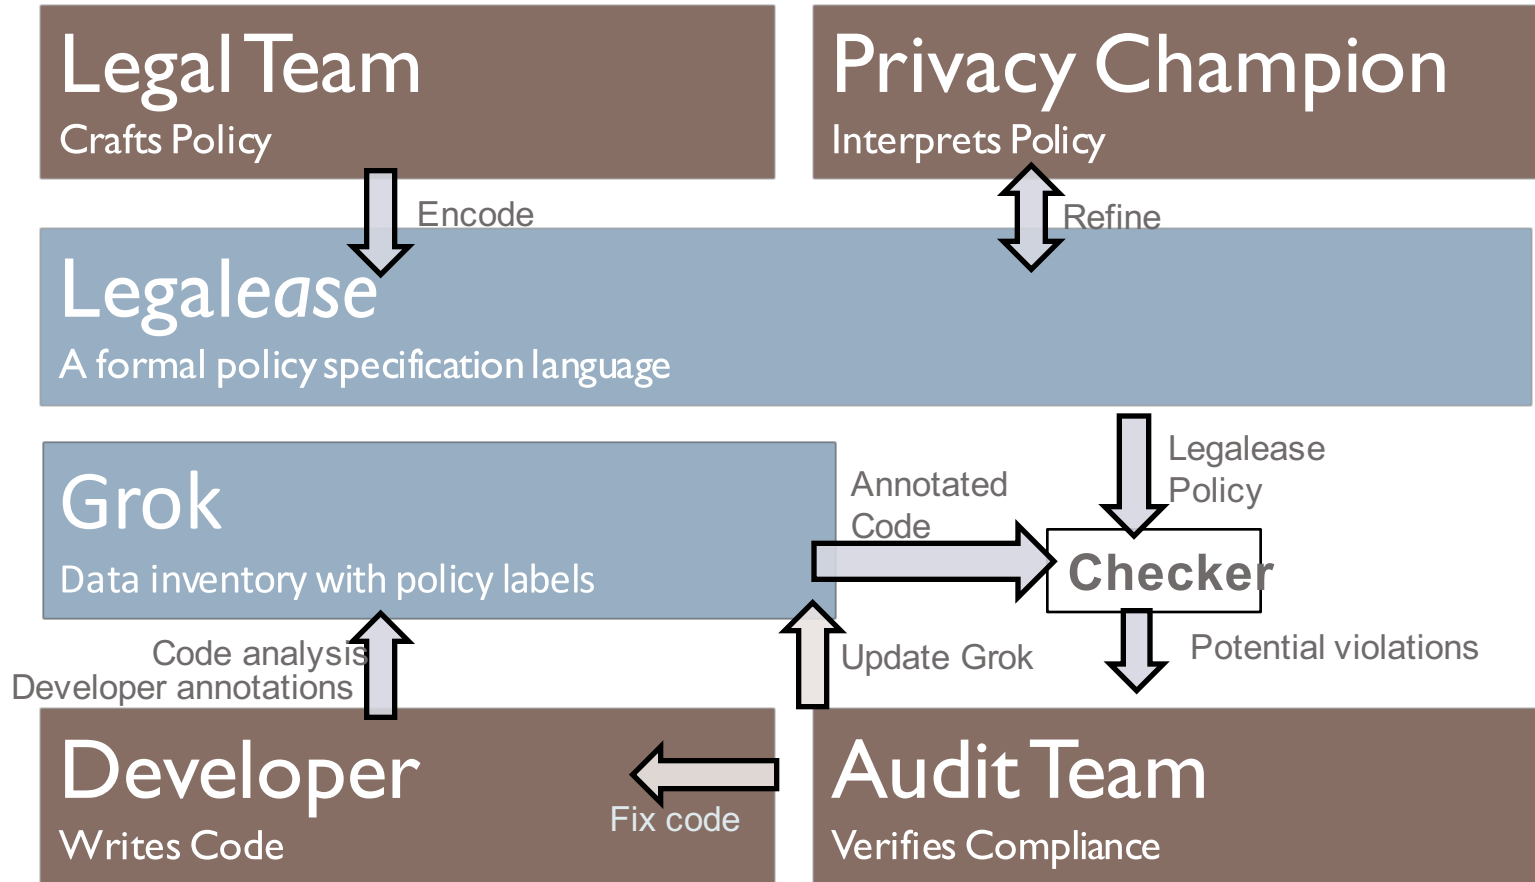 Legal Team
Crafts Policy
Privacy Champion
Interprets Policy
Encode
Refine
Legalease
A formal policy specification language
Legalease
Policy
Grok
Data inventory with policy labels
Annotated
Code
Checker
Code analysis
Developer annotations
Update Grok
Potential violations
Developer
Writes Code
Fix code
Audit Team
Verifies Compliance